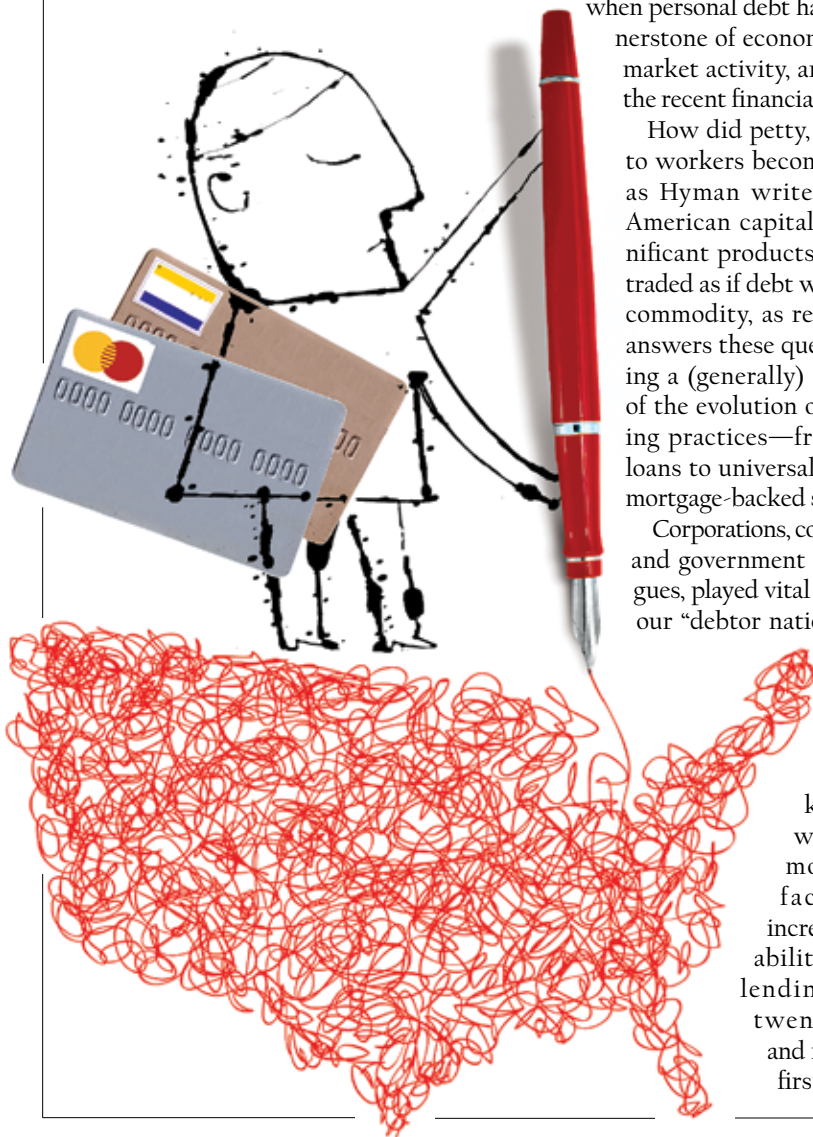 when personal debt ha
nerstone of econom
market activity, an
the recent financia
How did petty,
to workers becom
as Hyman write
American capital
nificant products
traded as if debt w
commodity, as re
answers these que
ing a (generally)
of the evolution o
ing practices—fr
loans to universal
mortgage-backed s
Corporations, co
and government
gues, played vital
our “debtor natio
k
w
mo
fac
incre
abilit
lendin
twen
and
firs
0000
0000 0000 0000 0000
00